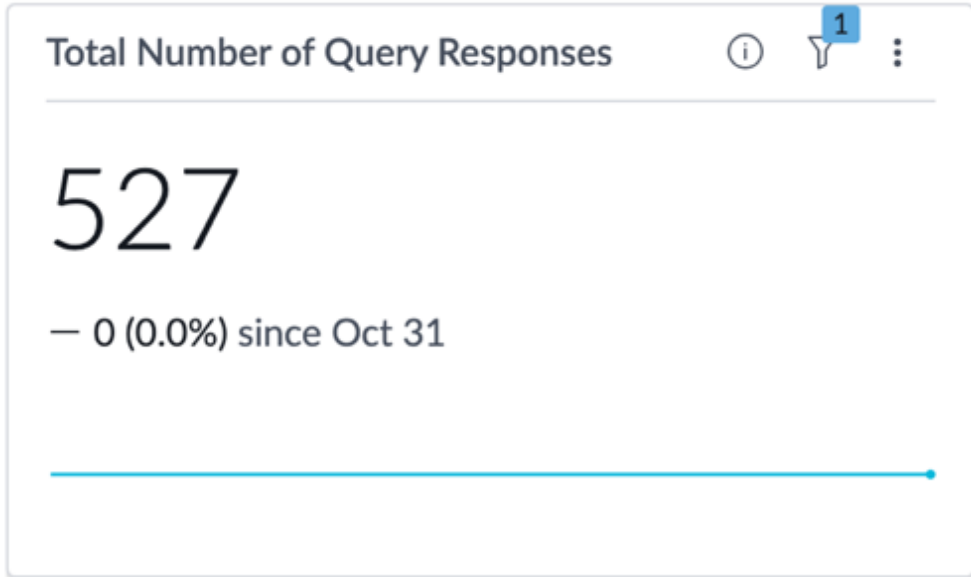 Total Number of Query Responses
1
527
— 0 (0.0%) since Oct 31